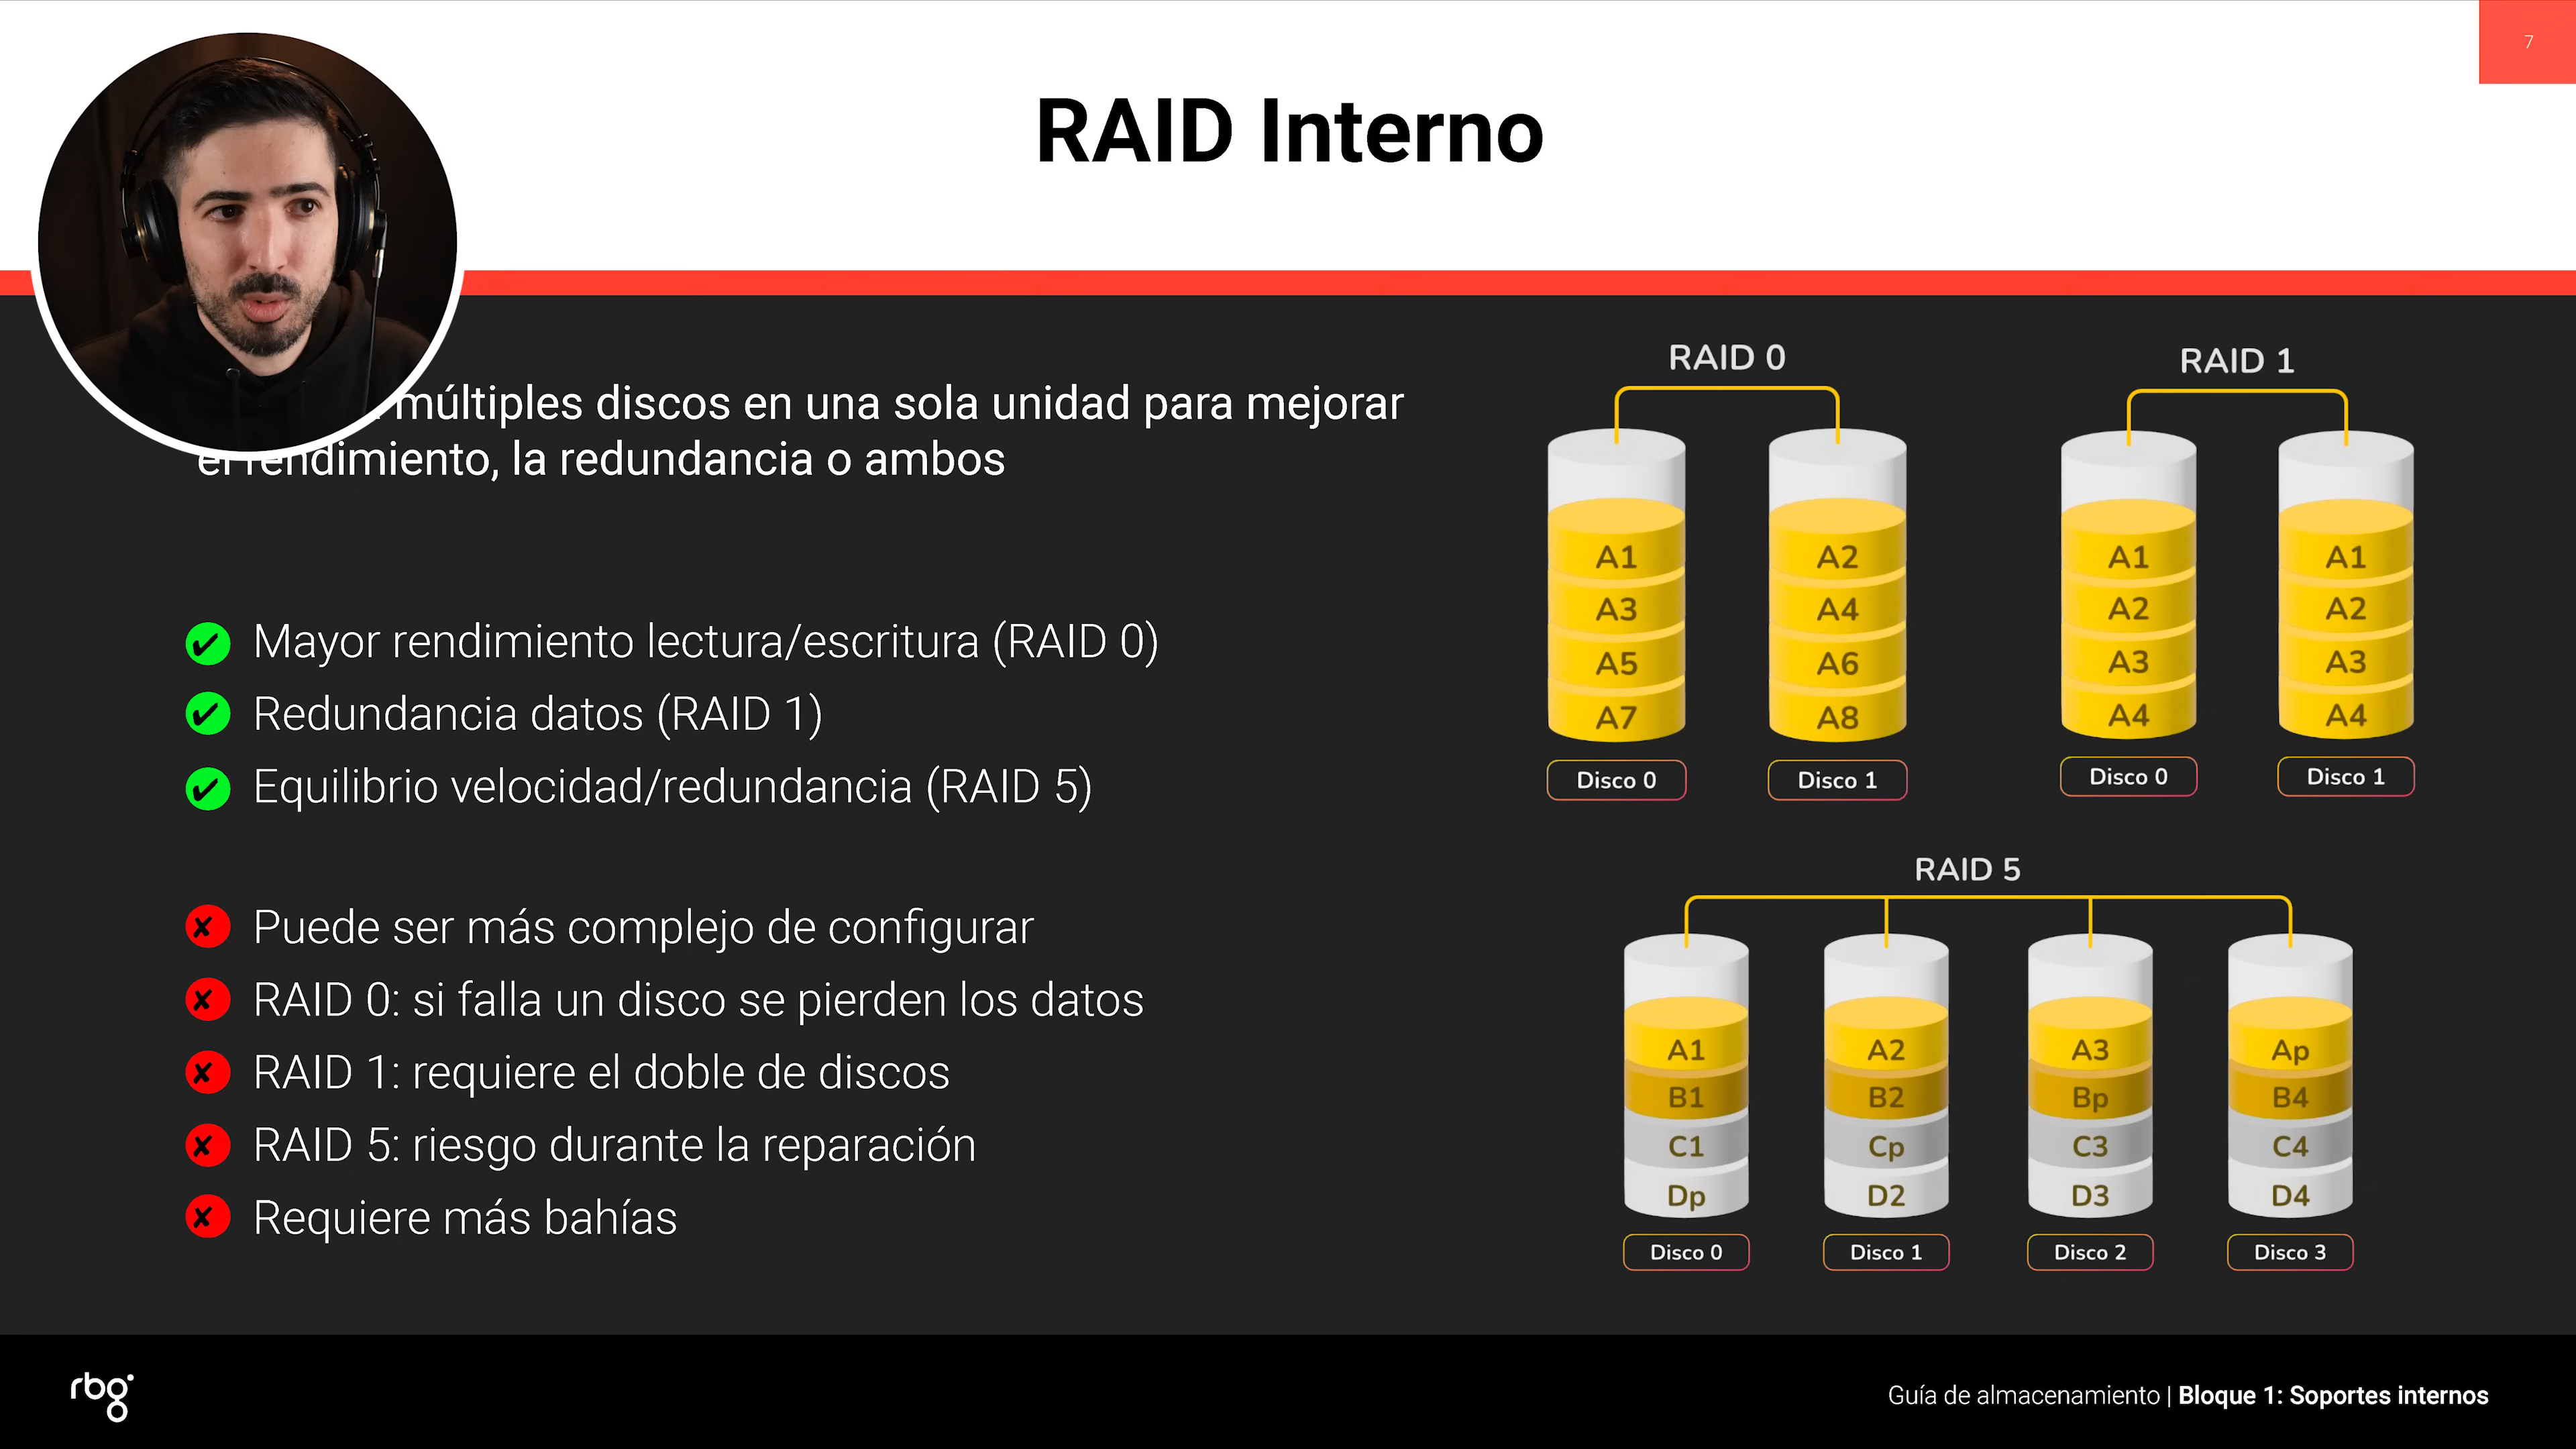 7
RAID Interno
múltiples discos en una sola unidad para mejorar
el rendimiento, la redundancia o ambos
Mayor rendimiento lectura/escritura (RAID 0)
Redundancia datos (RAID 1)
Equilibrio velocidad/redundancia (RAID 5)
Puede ser más complejo de configurar
RAID 0: si falla un disco se pierden los datos
RAID 1: requiere el doble de discos
RAID 5: riesgo durante la reparación
Requiere más bahías
RAID 0
A1 A2
A3 A4
A5 A6
A7 A8
Disco 0 Disco 1
RAID 1
A1 A1
A2 A2
A3 A3
A4 A4
Disco 0 Disco 1
RAID 5
A1 A2 A3 Ap
B1 B2 Bp B4
C1 Cp C3 C4
Dp D2 D3 D4
Disco 0 Disco 1 Disco 2 Disco 3
rbg
Guía de almacenamiento | Bloque 1: Soportes internos